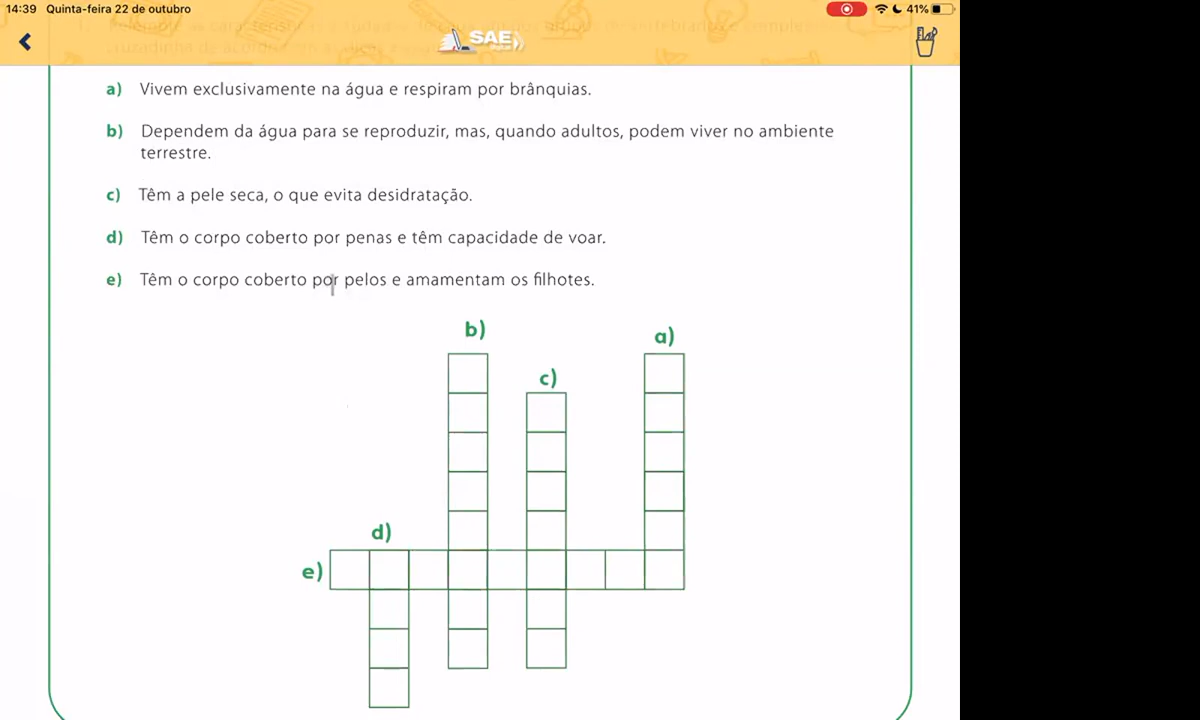 14:39 Quinta-feira 22 de outubro
41%
SAE
digital
a) Vivem exclusivamente na água e respiram por brânquias.
b) Dependem da água para se reproduzir, mas, quando adultos, podem viver no ambiente
terrestre.
c) Têm a pele seca, o que evita desidratação.
d) Têm o corpo coberto por penas e têm capacidade de voar.
e) Têm o corpo coberto por pelos e amamentam os filhotes.
b)
a)
c)
d)
e)